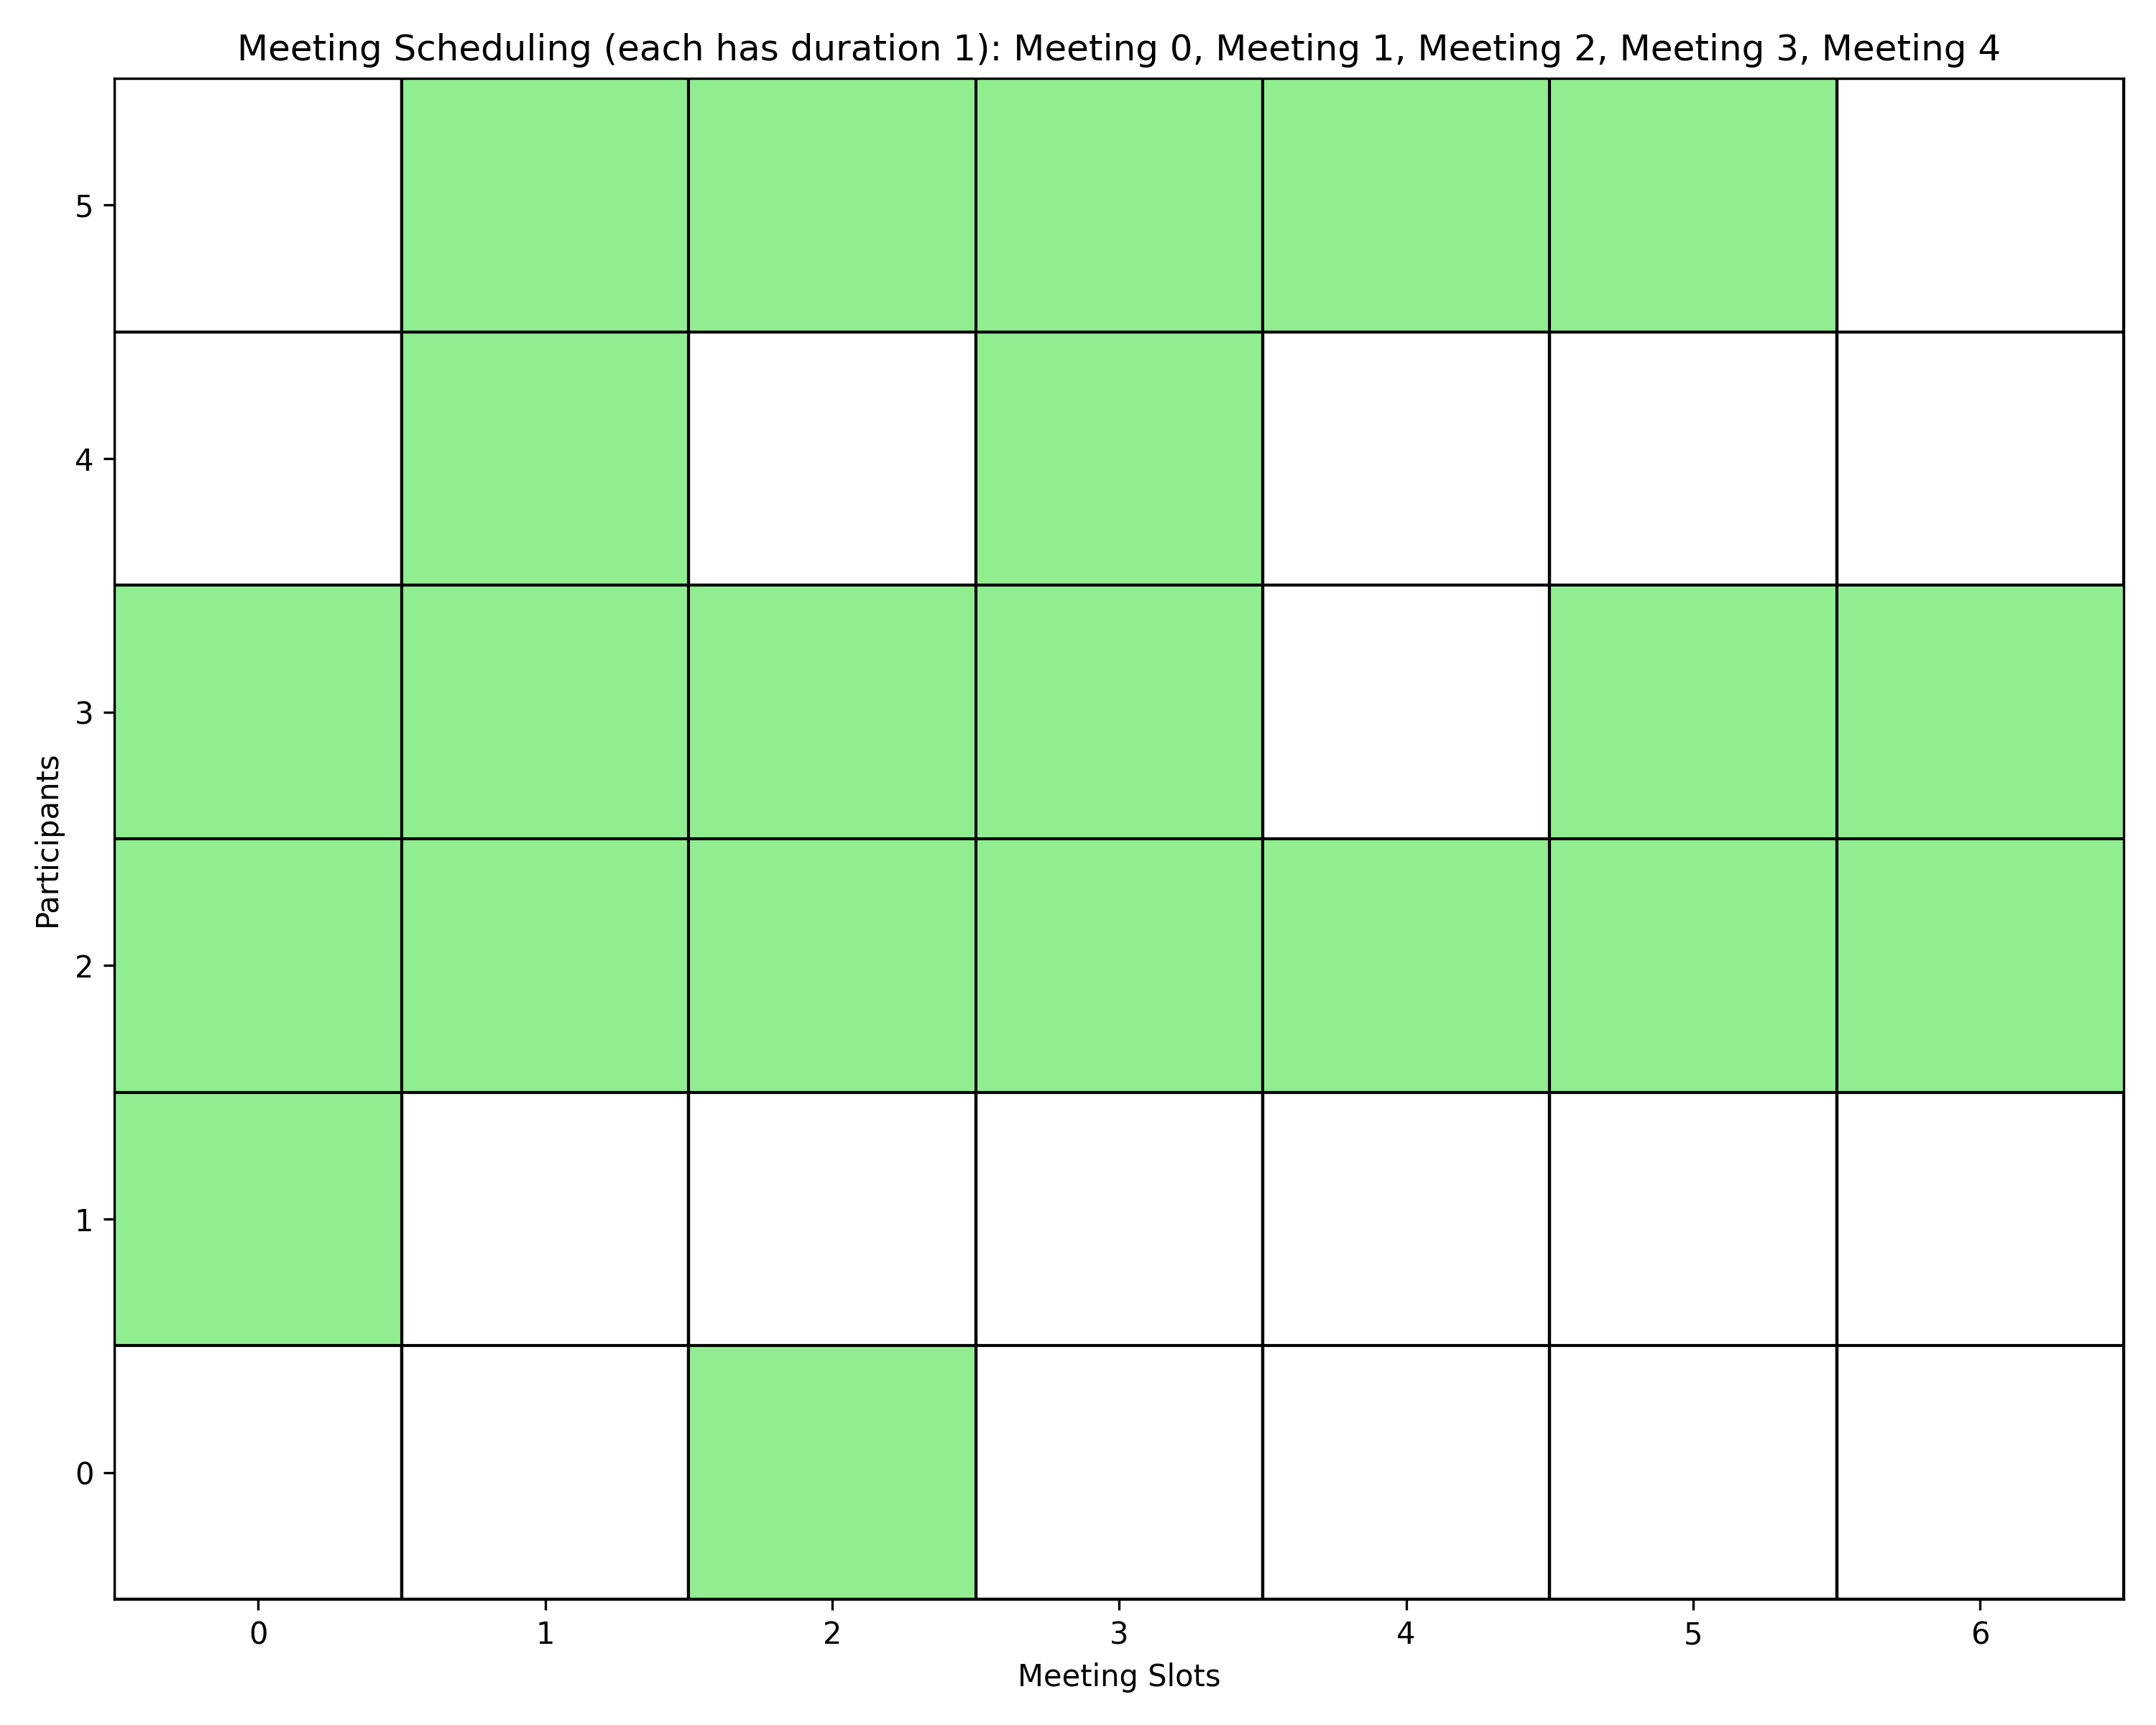 Meeting Scheduling (each has duration 1): Meeting 0, Meeting 1, Meeting 2, Meeting 3, Meeting 4
5
4
3
2
1
0
Participants
0 1 2 3 4 5 6
Meeting Slots